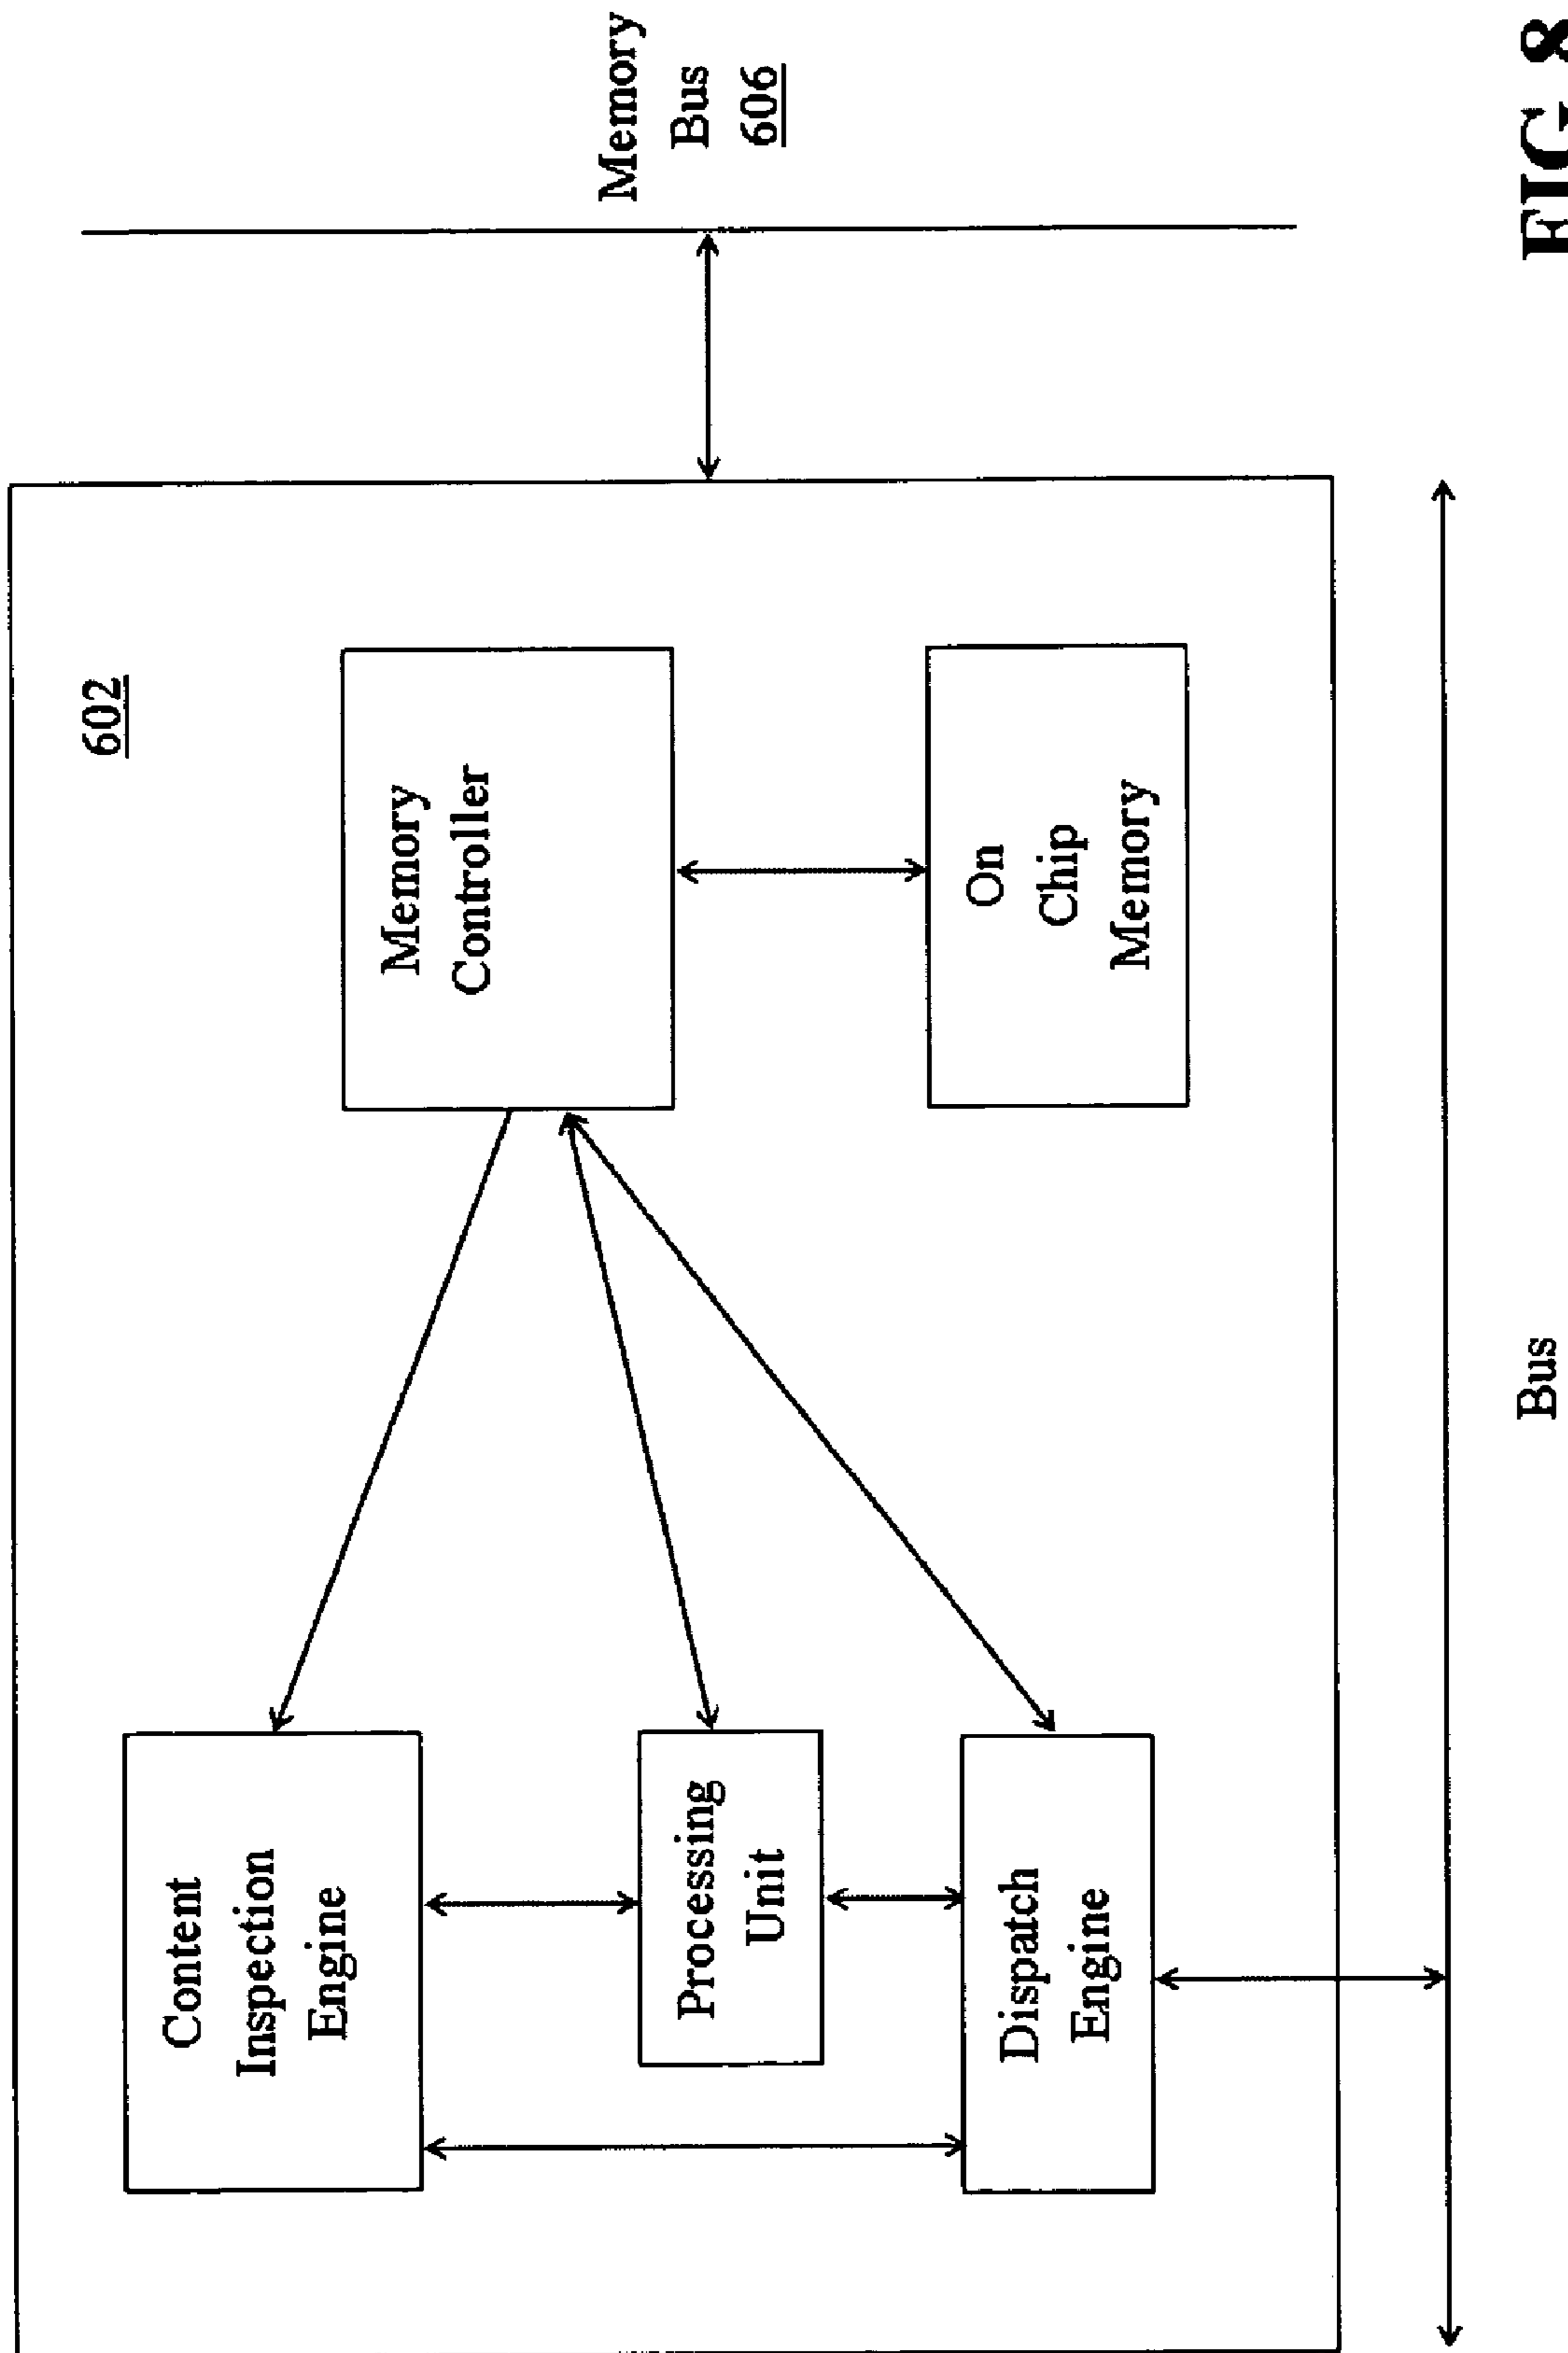 602
Content
Inspection
Engine
Processing
Unit
Dispatch
Engine
Memory
Controller
On
Chip
Memory
Memory
Bus
606
Bus
FIG 8